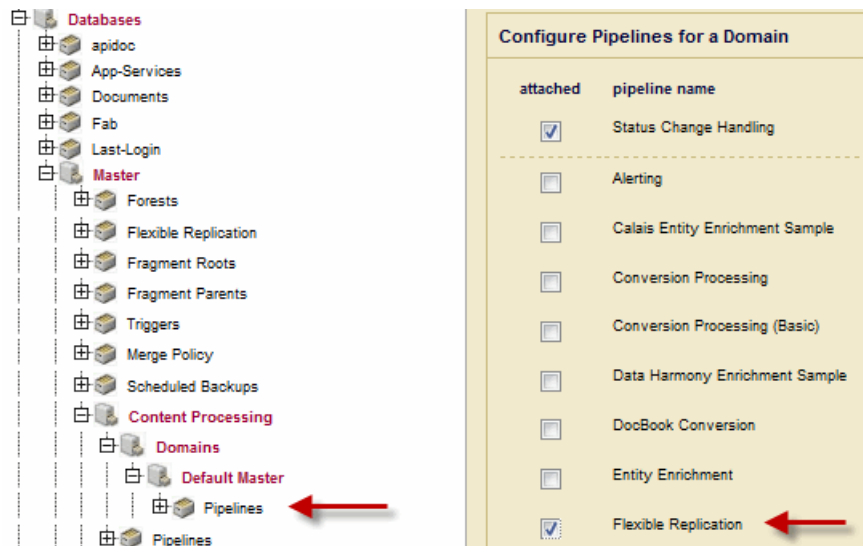 Databases
apidoc
App-Services
Documents
Fab
Last-Login
Master
Forests
Flexible Replication
Fragment Roots
Fragment Parents
Triggers
Merge Policy
Scheduled Backups
Content Processing
Domains
Default Master
Pipelines
Pipelines
Configure Pipelines for a Domain
attached pipeline name
Status Change Handling
Alerting
Calais Entity Enrichment Sample
Conversion Processing
Conversion Processing (Basic)
Data Harmony Enrichment Sample
DocBook Conversion
Entity Enrichment
Flexible Replication